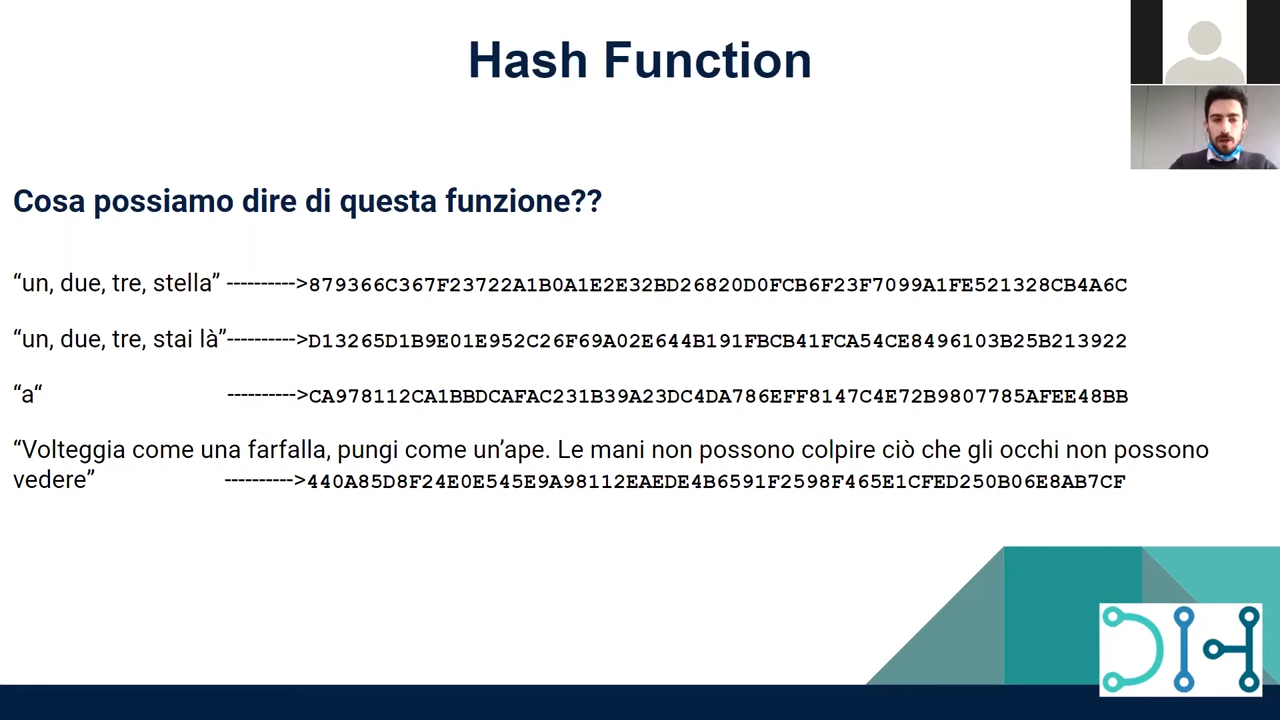 Hash Function
Cosa possiamo dire di questa funzione??
“un, due, tre, stella” ---------->879366C367F23722A1B0A1E2E32BD26820D0FCB6F23F7099A1FE521328CB4A6C
“un, due, tre, stai là”---------->D13265D1B9E01E952C26F69A02E644B191FBCB41FCA54CE8496103B25B213922
“a“ ---------->CA978112CA1BBDCAFAC231B39A23DC4DA786EFF8147C4E72B9807785AFEE48BB
“Volteggia come una farfalla, pungi come un’ape. Le mani non possono colpire ciò che gli occhi non possono
vedere” ---------->440A85D8F24E0E545E9A98112EAEDE4B6591F2598F465E1CFED250B06E8AB7CF
DIH